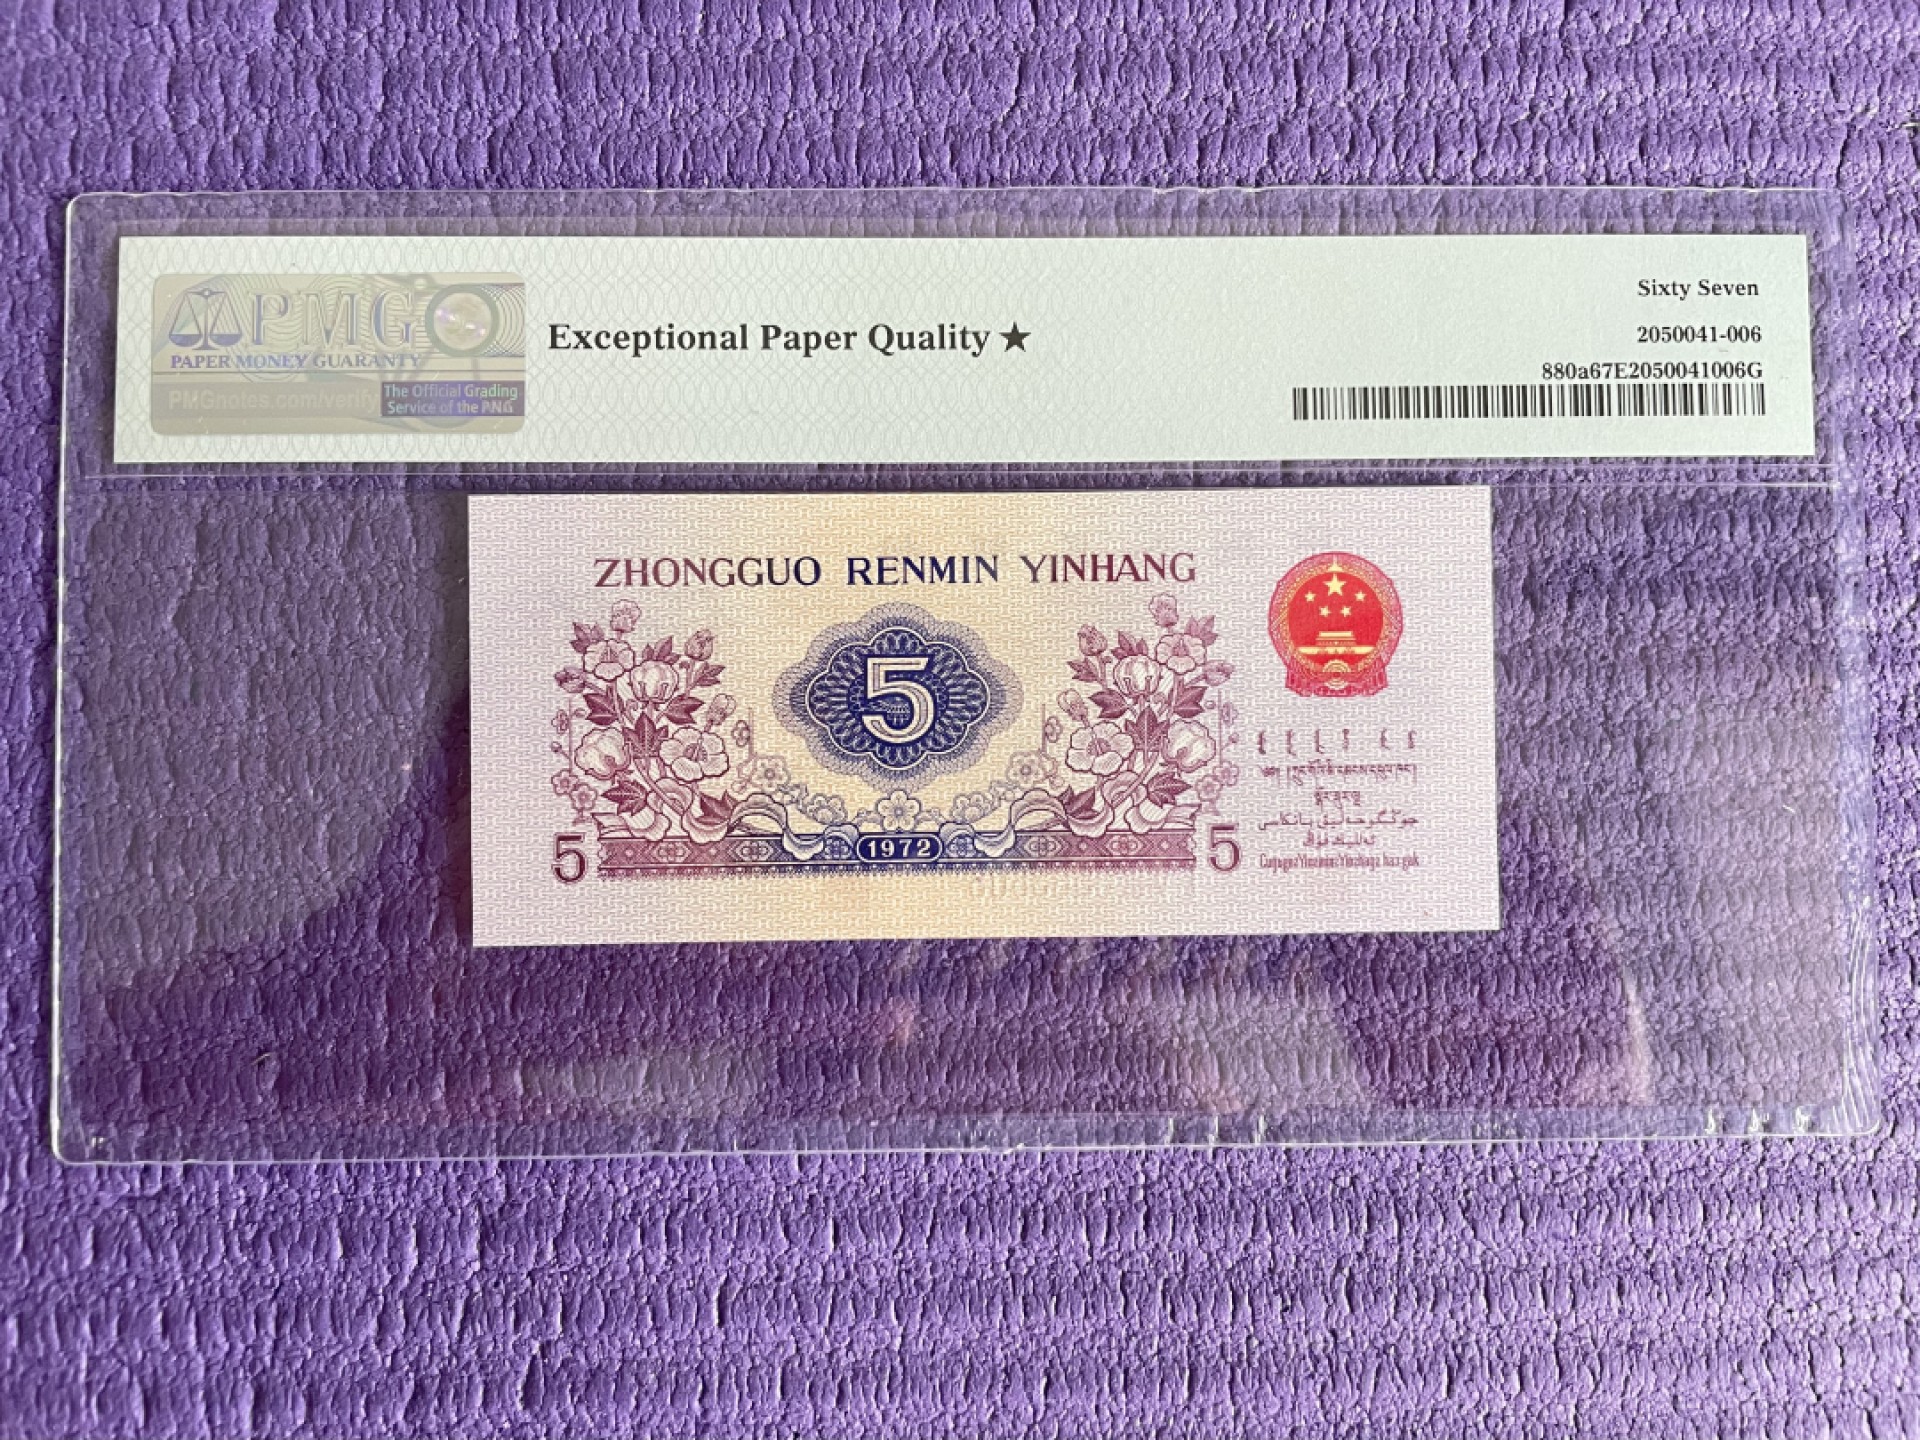 PMG
PAPER MONEY GUARANTY
PMGnotes.com/verify
The Official Grading
Service of the PNG
Exceptional Paper Quality ★
Sixty Seven
2050041-006
880a67E2050041006G
ZHONGGUO RENMIN YINHANG
5
5
1972
5